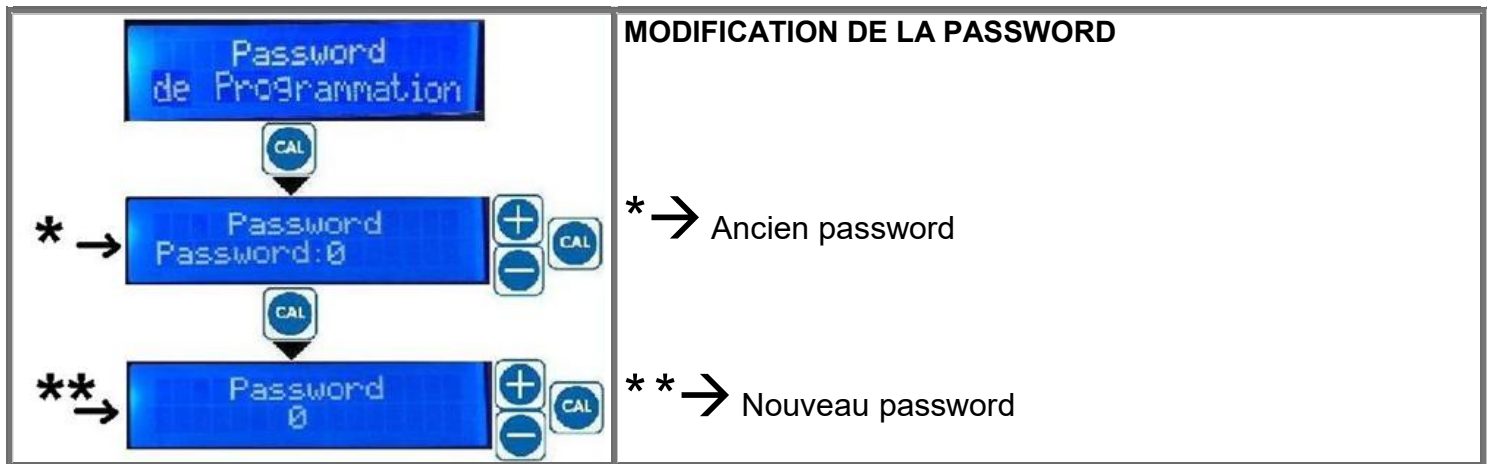 Password
de Programmation
CAL
* →
Password
Password:0
+
-
CAL
CAL
** →
Password
0
+
-
CAL
MODIFICATION DE LA PASSWORD
*→ Ancien password
**→ Nouveau password